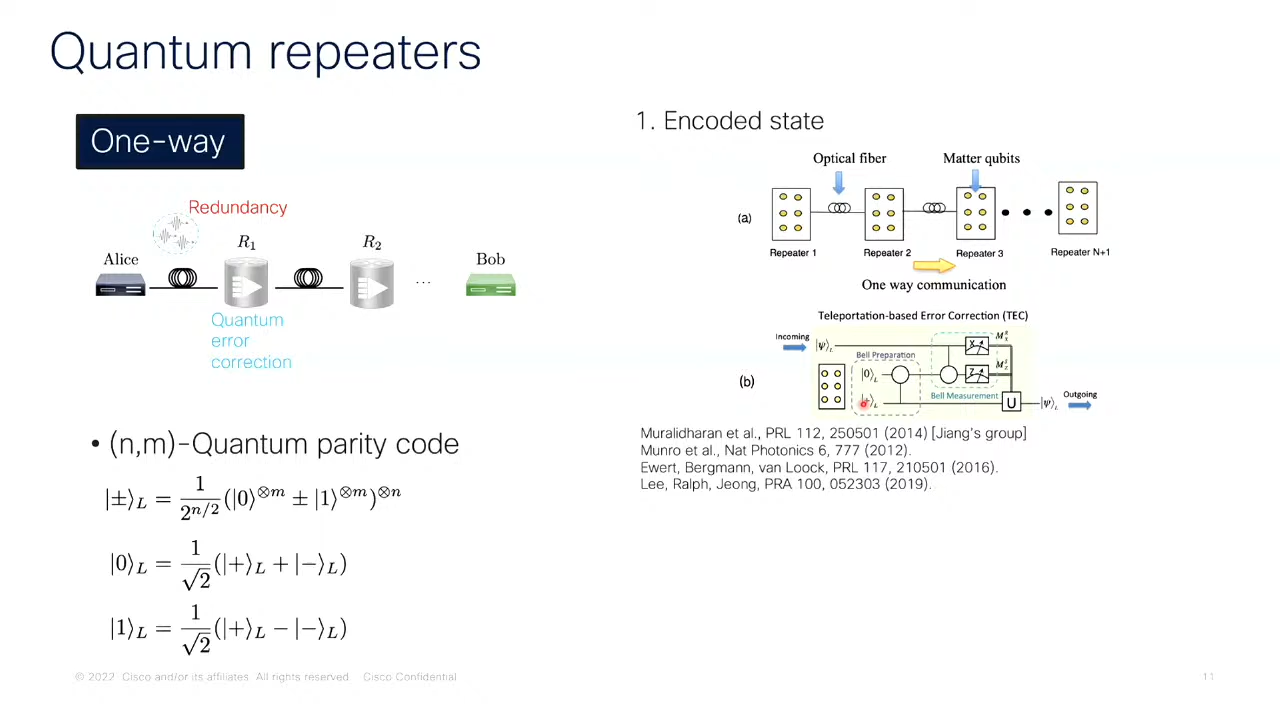 Quantum repeaters
One-way
Redundancy
Alice
R₁
R₂
...
Bob
Quantum
error
correction
• (n,m)-Quantum parity code
|±⟩_L = 1/2^{n/2} (|0⟩^{⊗m} ± |1⟩^{⊗m})^{⊗n}
|0⟩_L = 1/√2 (|+⟩_L + |−⟩_L)
|1⟩_L = 1/√2 (|+⟩_L − |−⟩_L)
1. Encoded state
Optical fiber
Matter qubits
(a)
Repeater 1
Repeater 2
Repeater 3
Repeater N+1
One way communication
Teleportation-based Error Correction (TEC)
Incoming
|Ψ⟩_L
Bell Preparation
X
|0⟩_L
Z
(b)
Bell Measurement
|+⟩_L
U
|Ψ⟩_L
Outgoing
Muralidharan et al., PRL 112, 250501 (2014) [Jiang's group]
Munro et al., Nat Photonics 6, 777 (2012).
Ewert, Bergmann, van Loock, PRL 117, 210501 (2016).
Lee, Ralph, Jeong, PRA 100, 052303 (2019).
© 2022 Cisco and/or its affiliates. All rights reserved. Cisco Confidential
11